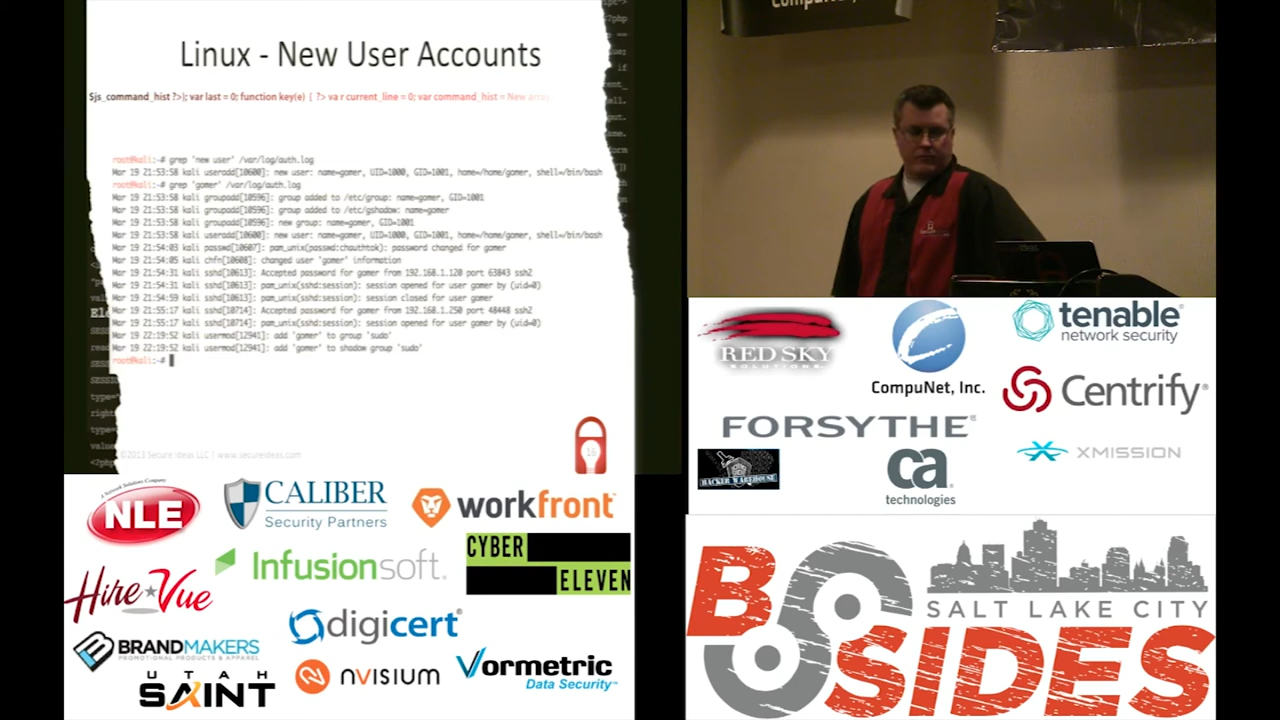 Linux - New User Accounts
$js_command_hist ?>); var last = 0; function key(e) { ?> va r current_line = 0; var command_hist = New array
root@kali:~# grep 'new user' /var/log/auth.log
Mar 19 21:53:58 kali useradd[10600]: new user: name=gomer, UID=1000, GID=1001, home=/home/gomer, shell=/bin/bash
root@kali:~# grep 'gomer' /var/log/auth.log
Mar 19 21:53:58 kali groupadd[10596]: group added to /etc/group: name=gomer, GID=1001
Mar 19 21:53:58 kali groupadd[10596]: group added to /etc/gshadow: name=gomer
Mar 19 21:53:58 kali groupadd[10596]: new group: name=gomer, GID=1001
Mar 19 21:53:58 kali useradd[10600]: new user: name=gomer, UID=1000, GID=1001, home=/home/gomer, shell=/bin/bash
Mar 19 21:54:03 kali passwd[10607]: pam_unix(passwd:chauthtok): password changed for gomer
Mar 19 21:54:05 kali chfn[10608]: changed user 'gomer' information
Mar 19 21:54:31 kali sshd[10613]: Accepted password for gomer from 192.168.1.120 port 63843 ssh2
Mar 19 21:54:31 kali sshd[10613]: pam_unix(sshd:session): session opened for user gomer by (uid=0)
Mar 19 21:54:59 kali sshd[10613]: pam_unix(sshd:session): session closed for user gomer
Mar 19 21:55:17 kali sshd[10714]: Accepted password for gomer from 192.168.1.250 port 48448 ssh2
Mar 19 21:55:17 kali sshd[10714]: pam_unix(sshd:session): session opened for user gomer by (uid=0)
Mar 19 22:19:52 kali usermod[12941]: add 'gomer' to group 'sudo'
Mar 19 22:19:52 kali usermod[12941]: add 'gomer' to shadow group 'sudo'
root@kali:~#
©2013 Secure Ideas LLC | www.secureideas.com
16
RED SKY
SOLUTIONS
CompuNet, Inc.
tenable
network security
Centrify
FORSYTHE
HACKER WAREHOUSE
ca
technologies
XMISSION
A Network Solutions Company
NLE
CALIBER
Security Partners
workfront
Infusionsoft.
CYBER
ELEVEN
Hire Vue
digicert
BRANDMAKERS
PROMOTIONAL PRODUCTS & APPAREL
UTAH
SAINT
NVISIUM
Vormetric
Data Security
SALT LAKE CITY
BSIDES